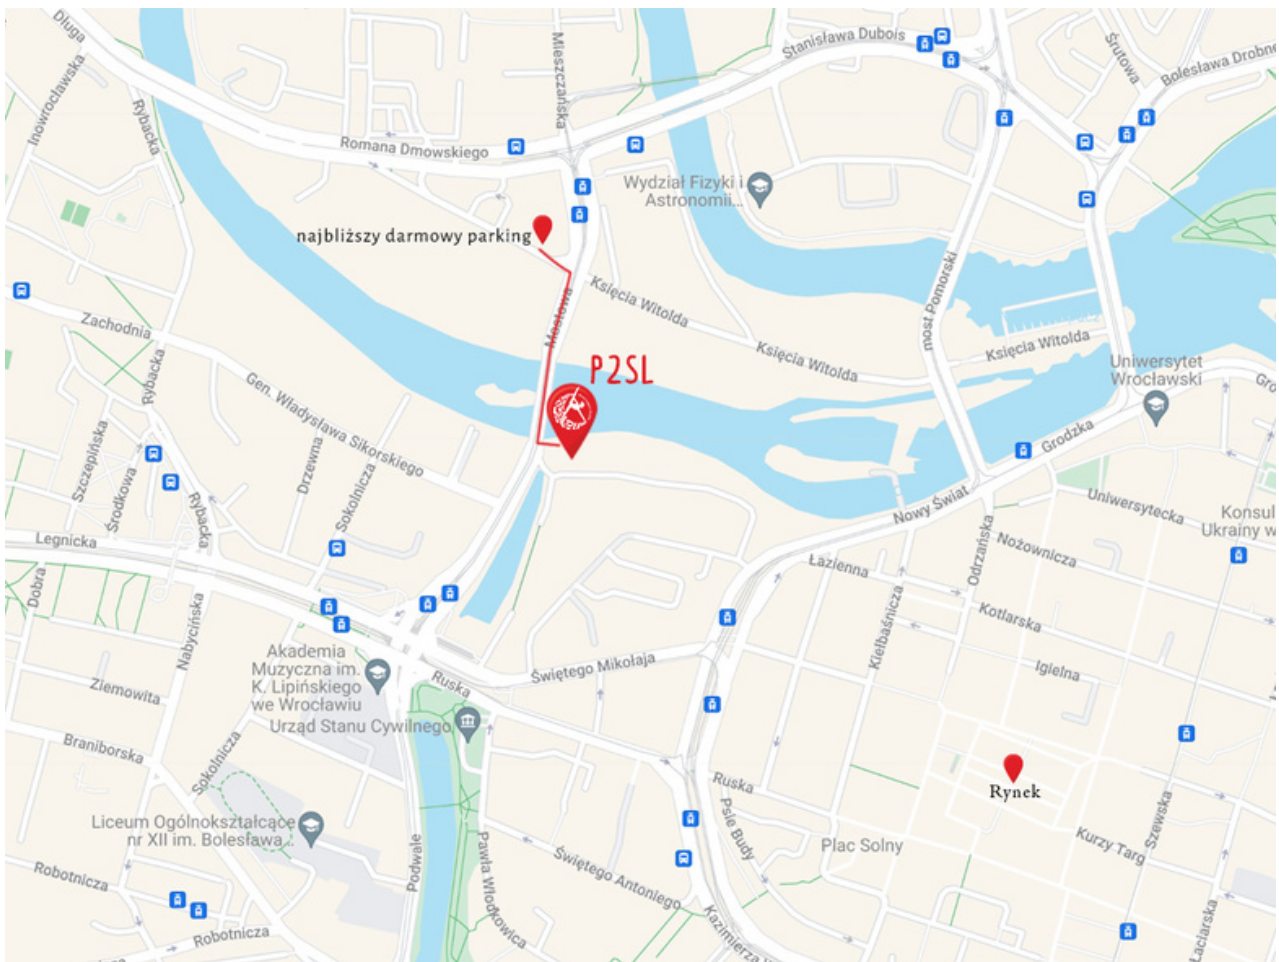 Długa
Inowrocławska
Rybacka
Mieszczańska
Stanisława Dubois
Śrutowa
Bolesława Drobne
Romana Dmowskiego
Wydział Fizyki i
Astronomii...
najbliższy darmowy parking
Zachodnia
Mostowa
Księcia Witolda
most Pomorski
Księcia Witolda
Księcia Witolda
Uniwersytet
Wrocławski
Gro
P2SL
Rybacka
Gen. Władysława Sikorskiego
Szczepińska
Środkowa
Drzewna
Sokolnicza
Rybacka
Grodzka
Nowy Świat
Uniwersytecka
Konsul
Ukrainy w
Legnicka
Dobra
Nabycińska
Łazienna
Odrzańska
Nożownicza
Kotlarska
Kiełbaśnicza
Igielna
Akademia
Muzyczna im.
K. Lipińskiego
we Wrocławiu
Ziemowita
Świętego Mikołaja
Ruska
Urząd Stanu Cywilnego
Braniborska
Sokolnicza
Ruska
Rynek
Szewska
Liceum Ogólnokształcące
nr XII im. Bolesława...
Psie Budy
Plac Solny
Kurzy Targ
Podwale
Pawła Włodkowica
Świętego Antoniego
Robotnicza
Robotnicza
Kazimierza
Łaciarska